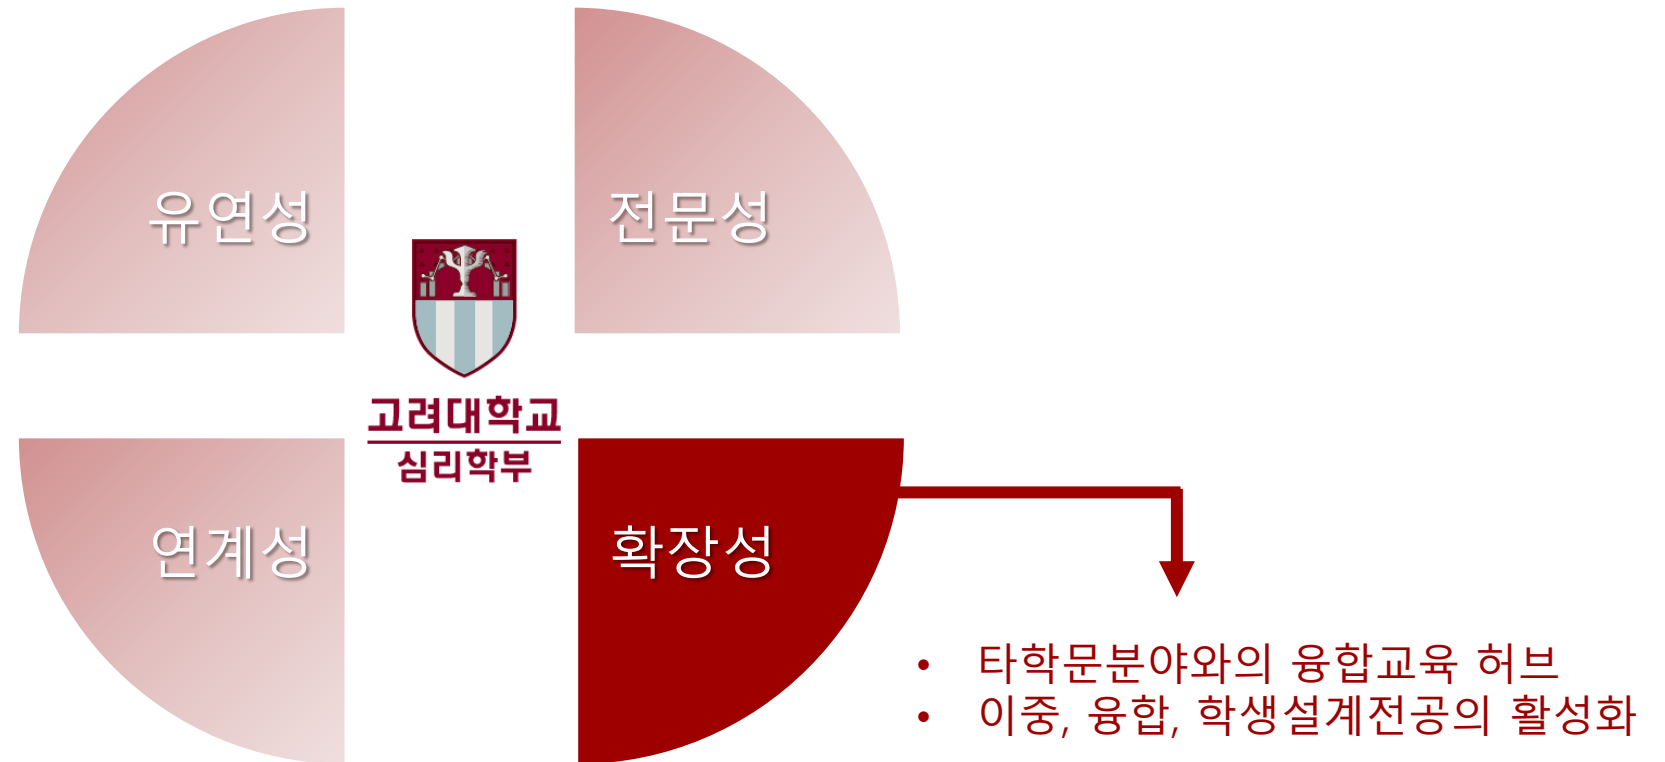 유연성
전문성
고려대학교
심리학부
연계성
확장성
• 타학문분야와의 융합교육 허브
• 이중, 융합, 학생설계전공의 활성화